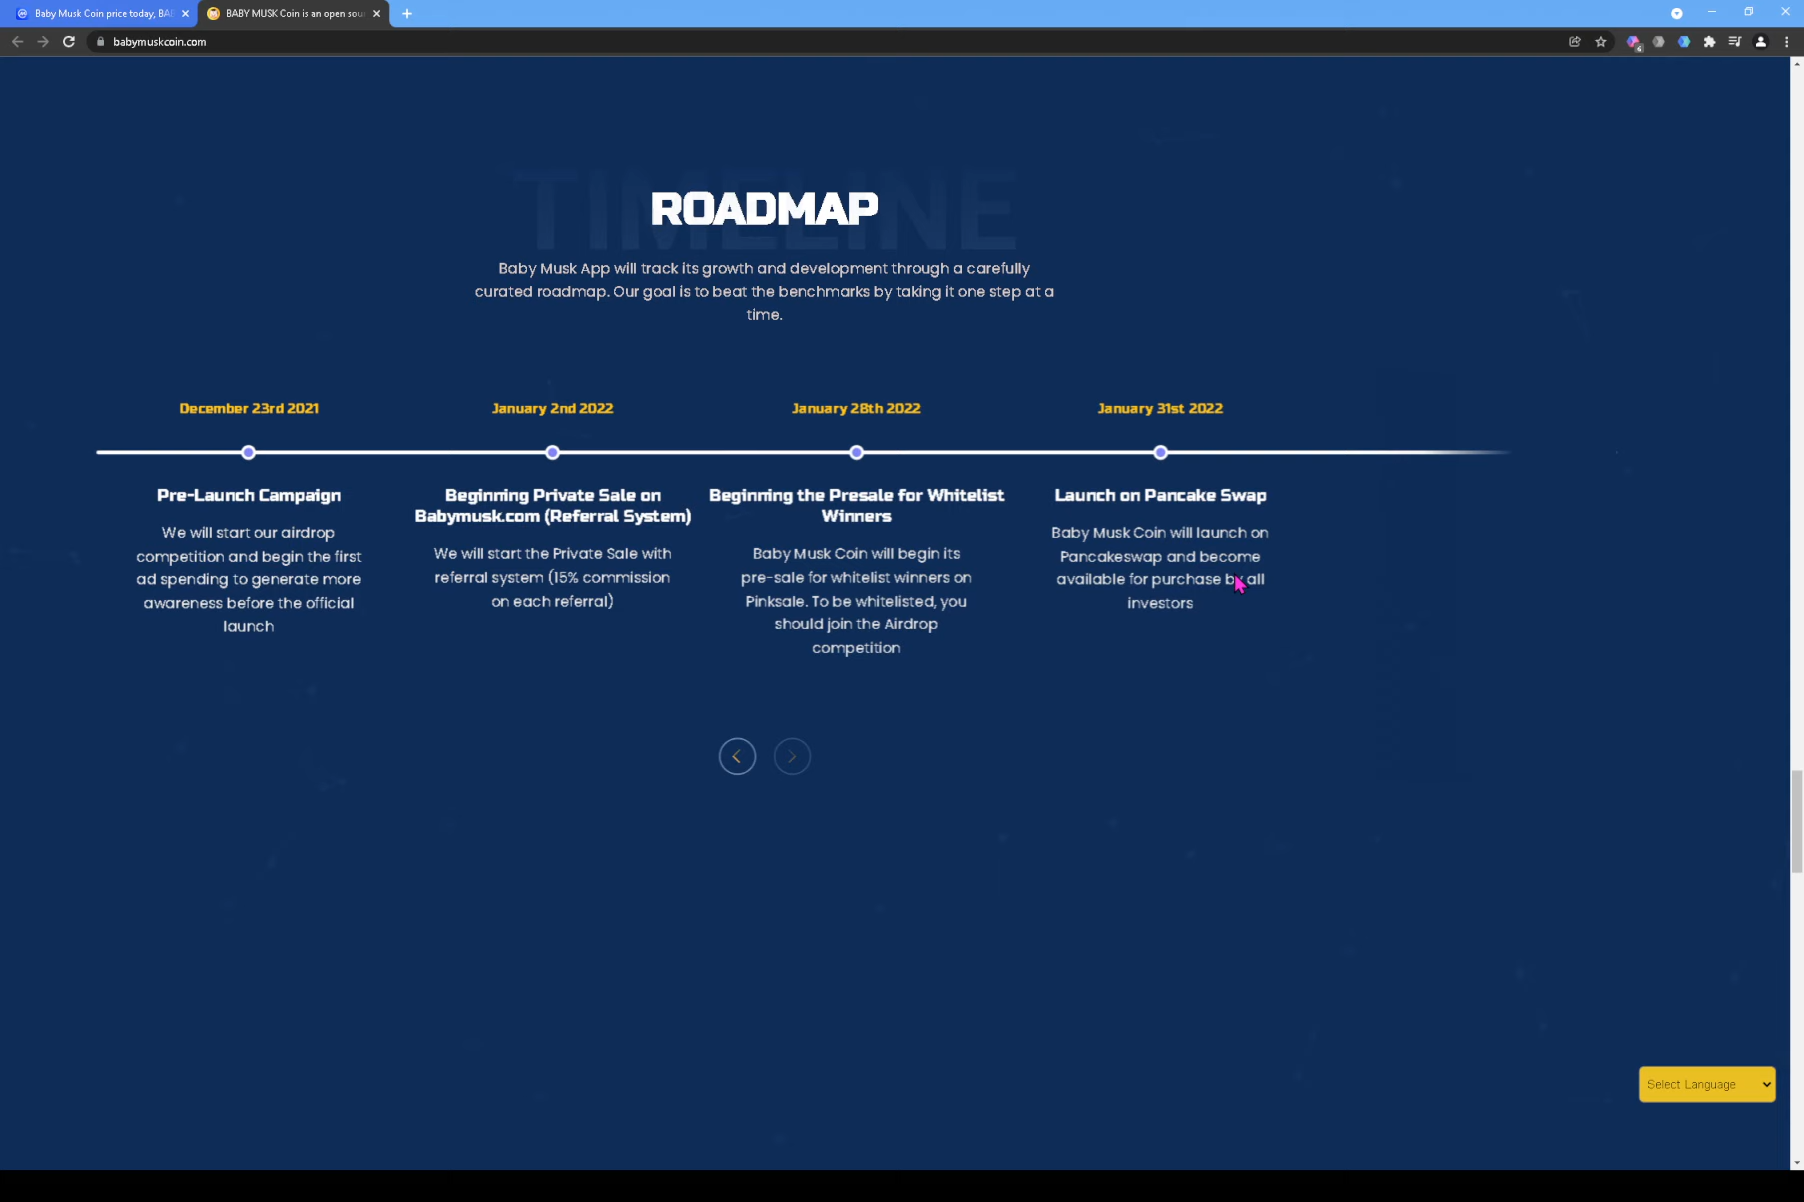 Baby Musk Coin price today, BAB
BABY MUSK Coin is an open sou
babymuskcoin.com
TIMELINE
ROADMAP
Baby Musk App will track its growth and development through a carefully
curated roadmap. Our goal is to beat the benchmarks by taking it one step at a
time.
December 23rd 2021
January 2nd 2022
January 28th 2022
January 31st 2022
Pre-Launch Campaign
We will start our airdrop
competition and begin the first
ad spending to generate more
awareness before the official
launch
Beginning Private Sale on
Babymusk.com (Referral System)
We will start the Private Sale with
referral system (15% commission
on each referral)
Beginning the Presale for Whitelist
Winners
Baby Musk Coin will begin its
pre-sale for whitelist winners on
Pinksale. To be whitelisted, you
should join the Airdrop
competition
Launch on Pancake Swap
Baby Musk Coin will launch on
Pancakeswap and become
available for purchase by all
investors
Select Language